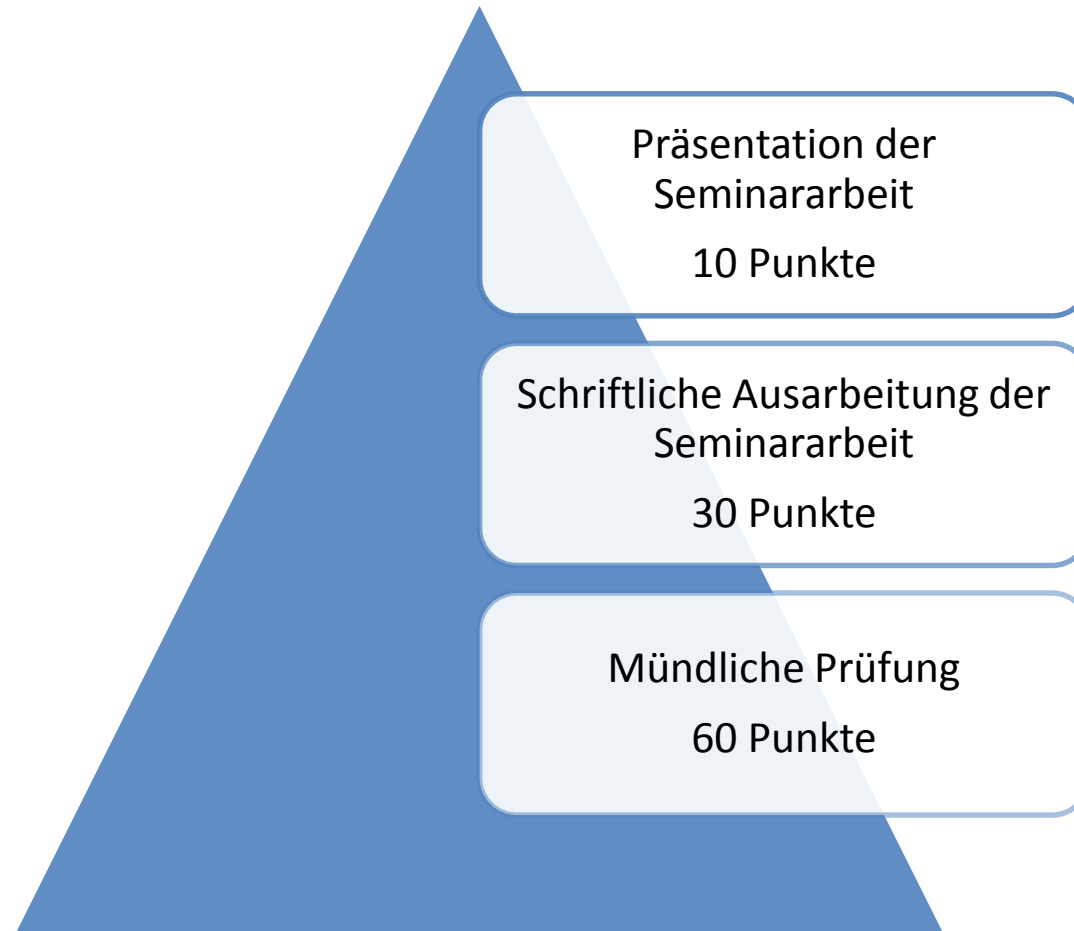 Präsentation der
Seminararbeit
10 Punkte
Schriftliche Ausarbeitung der
Seminararbeit
30 Punkte
Mündliche Prüfung
60 Punkte